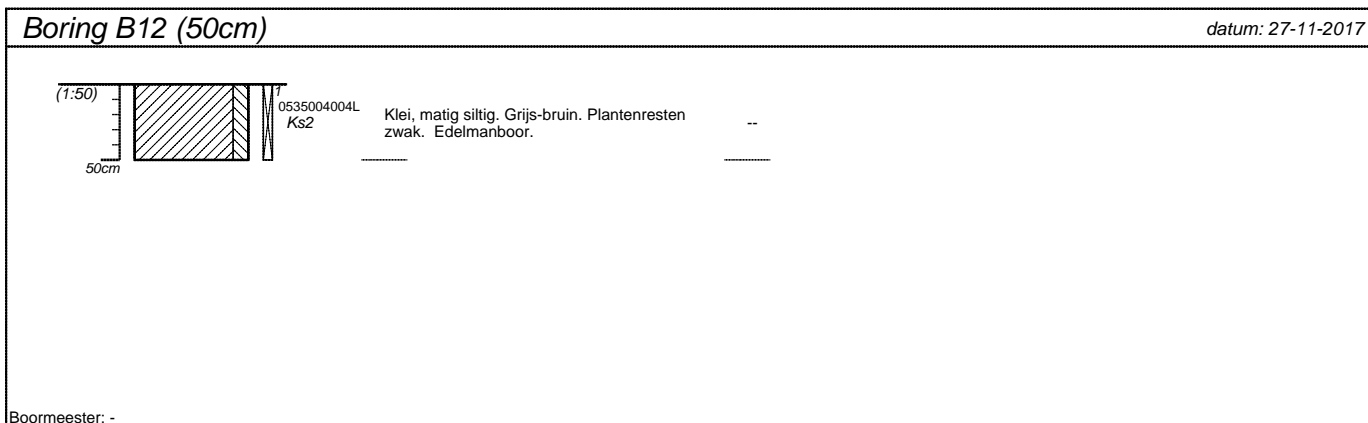 Boring B12 (50cm)
datum: 27-11-2017
(1:50)
1
0535004004L
Ks2
Klei, matig siltig. Grijs-bruin. Plantenresten
zwak. Edelmanboor.
--
50cm
Boormeester: -